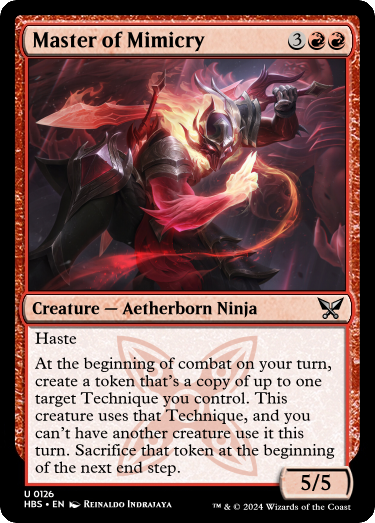 Master of Mimicry 3
Creature — Aetherborn Ninja
Haste
At the beginning of combat on your turn,
create a token that's a copy of up to one
target Technique you control. This
creature uses that Technique, and you
can't have another creature use it this
turn. Sacrifice that token at the beginning
of the next end step.
5/5
U 0126
HBS • EN Reinaldo Indrajaya
™ & © 2024 Wizards of the Coast